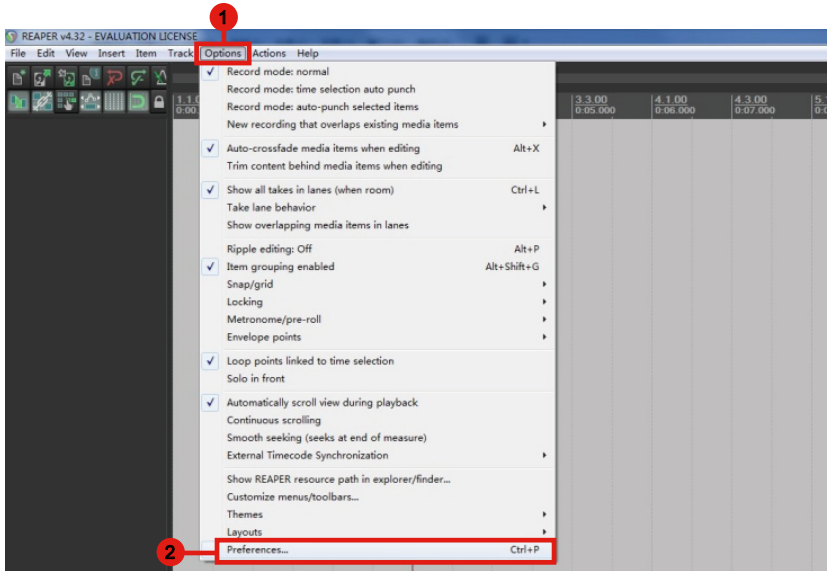 1
REAPER v4.32 - EVALUATION LICENSE
File Edit View Insert Item Track Options Actions Help
Record mode: normal
Record mode: time selection auto punch
Record mode: auto-punch selected items
New recording that overlaps existing media items
3.3.00 4.1.00 4.3.00
0:05.000 0:06.000 0:07.000
Auto-crossfade media items when editing Alt+X
Trim content behind media items when editing
Show all takes in lanes (when room) Ctrl+L
Take lane behavior
Show overlapping media items in lanes
Ripple editing: Off Alt+P
Item grouping enabled Alt+Shift+G
Snap/grid
Locking
Metronome/pre-roll
Envelope points
Loop points linked to time selection
Solo in front
Automatically scroll view during playback
Continuous scrolling
Smooth seeking (seeks at end of measure)
External Timecode Synchronization
Show REAPER resource path in explorer/finder...
Customize menus/toolbars...
Themes
Layouts
2 Preferences... Ctrl+P